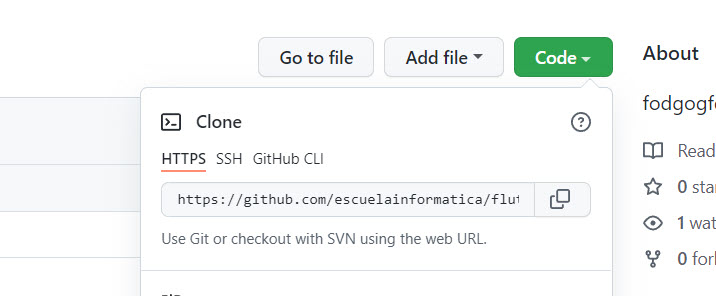 Go to file Add file Code About
fodgogf
Clone
HTTPS SSH GitHub CLI
Read
https://github.com/escuelainformatica/flut
0 sta
1 wat
Use Git or checkout with SVN using the web URL.
0 for